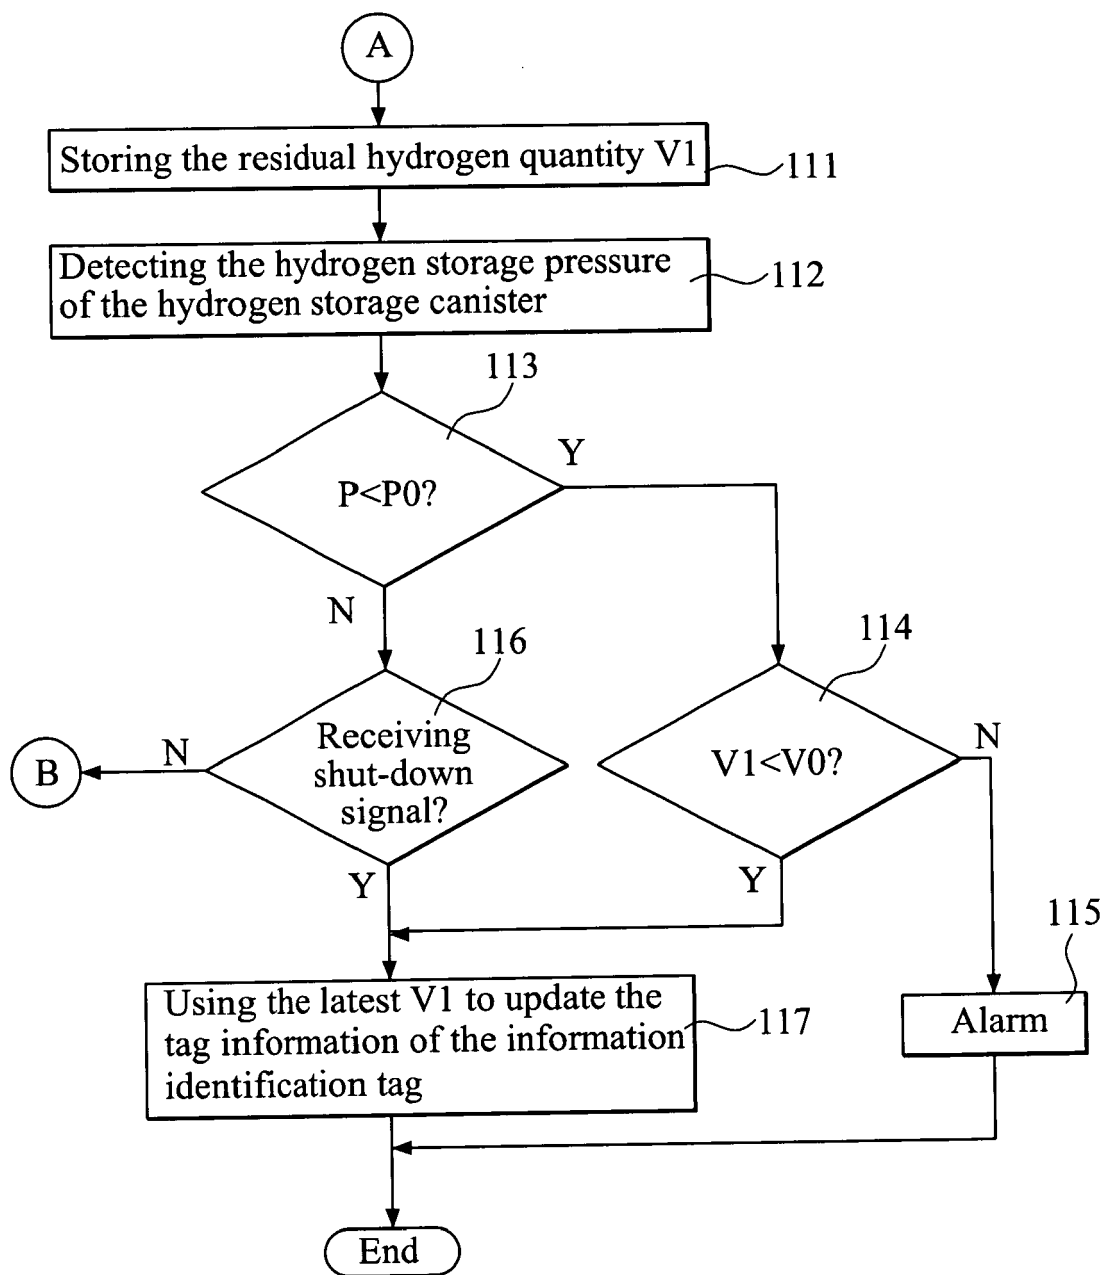 A
Storing the residual hydrogen quantity V1
111
Detecting the hydrogen storage pressure
of the hydrogen storage canister
112
113
P<P0?
Y
N
116
114
Receiving
shut-down
signal?
N
B
V1<V0?
N
Y
Y
115
Using the latest V1 to update the
tag information of the information
identification tag
117
Alarm
End